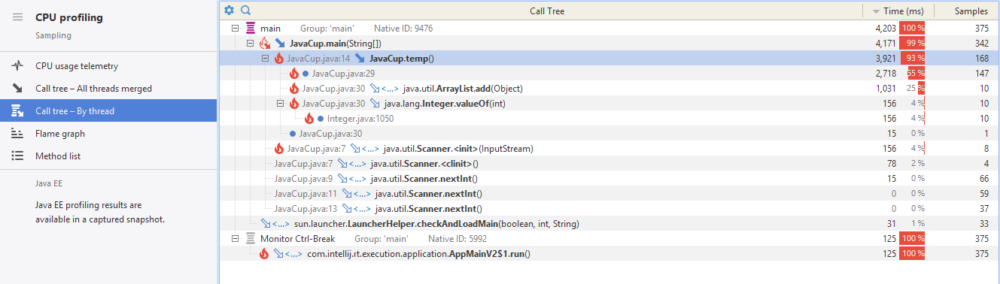 CPU profiling
Sampling
CPU usage telemetry
Call tree – All threads merged
Call tree – By thread
Flame graph
Method list
Java EE
Java EE profiling results are
available in a captured snapshot.
Call Tree Time (ms) Samples
main Group: 'main' Native ID: 9476 4,203 100 % 375
JavaCup.main(String[]) 4,171 99 % 342
JavaCup.java:14 JavaCup.temp() 3,921 93 % 168
JavaCup.java:29 2,718 65 % 147
JavaCup.java:30 <...> java.util.ArrayList.add(Object) 1,031 25 % 10
JavaCup.java:30 java.lang.Integer.valueOf(int) 156 4 % 10
Integer.java:1050 156 4 % 10
JavaCup.java:30 15 0 % 1
JavaCup.java:7 <...> java.util.Scanner.<init>(InputStream) 156 4 % 8
JavaCup.java:7 <...> java.util.Scanner.<clinit>() 78 2 % 4
JavaCup.java:9 <...> java.util.Scanner.nextInt() 15 0 % 66
JavaCup.java:11 <...> java.util.Scanner.nextInt() 0 0 % 59
JavaCup.java:13 <...> java.util.Scanner.nextInt() 0 0 % 37
<...> sun.launcher.LauncherHelper.checkAndLoadMain(boolean, int, String) 31 1 % 33
Monitor Ctrl-Break Group: 'main' Native ID: 5992 125 100 % 375
<...> com.intellij.rt.execution.application.AppMainV2$1.run() 125 100 % 375